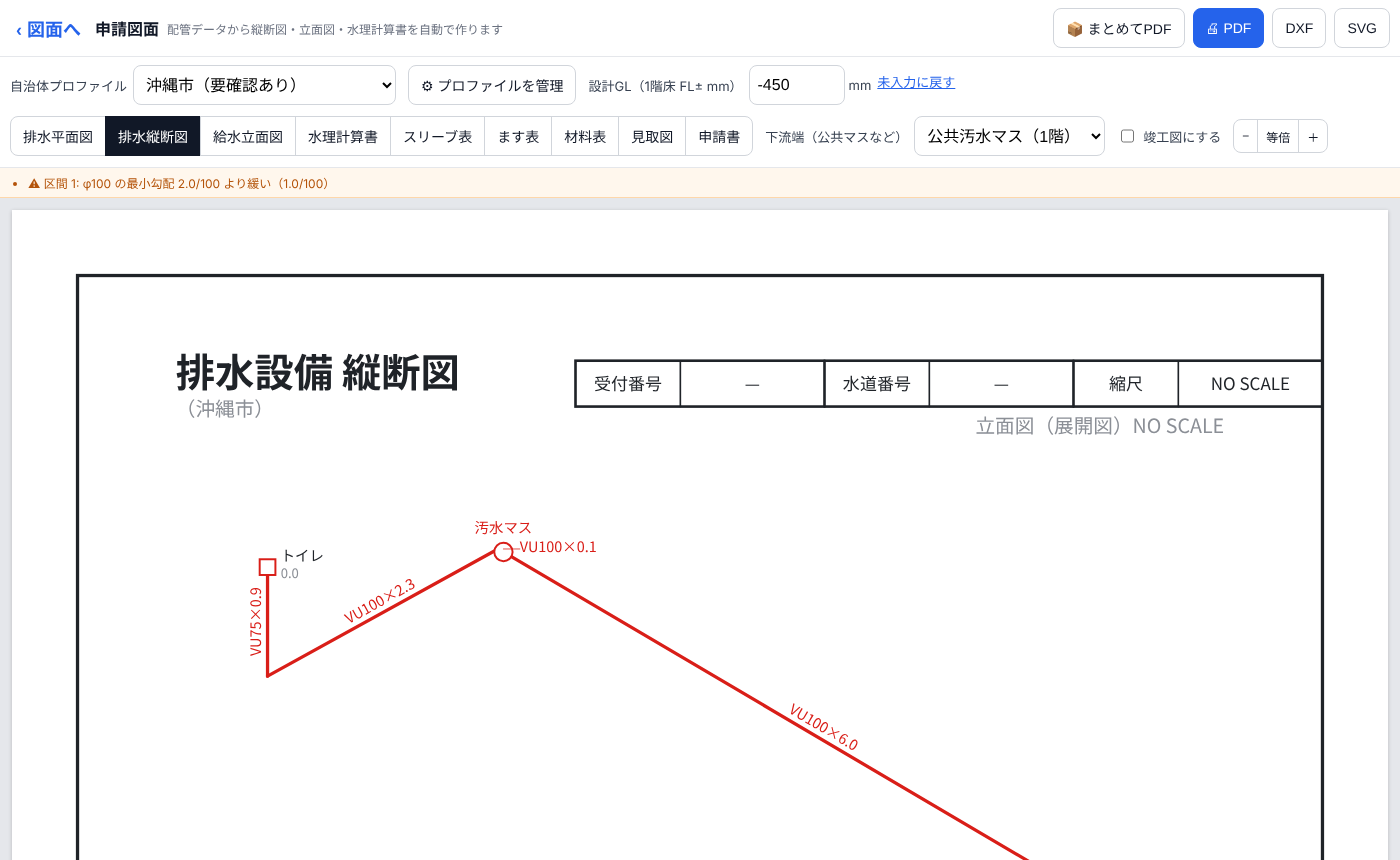 ‹ 図面へ 申請図面 配管データから縦断図・立面図・水理計算書を自動で作ります 📦 まとめてPDF 🖨 PDF DXF SVG
自治体プロファイル 沖縄市（要確認あり） ⚙ プロファイルを管理 設計GL（1階床 FL± mm） -450 mm 未入力に戻す
排水平面図 排水縦断図 給水立面図 水理計算書 スリーブ表 ます表 材料表 見取図 申請書 下流端（公共マスなど） 公共汚水マス（1階） 竣工図にする − 等倍 ＋
• ⚠ 区間 1: φ100 の最小勾配 2.0/100 より緩い（1.0/100）
排水設備 縦断図
（沖縄市）
受付番号 — 水道番号 — 縮尺 NO SCALE
立面図（展開図）NO SCALE
汚水マス
VU100×0.1
トイレ
0.0
VU75×0.9
VU100×2.3
VU100×6.0